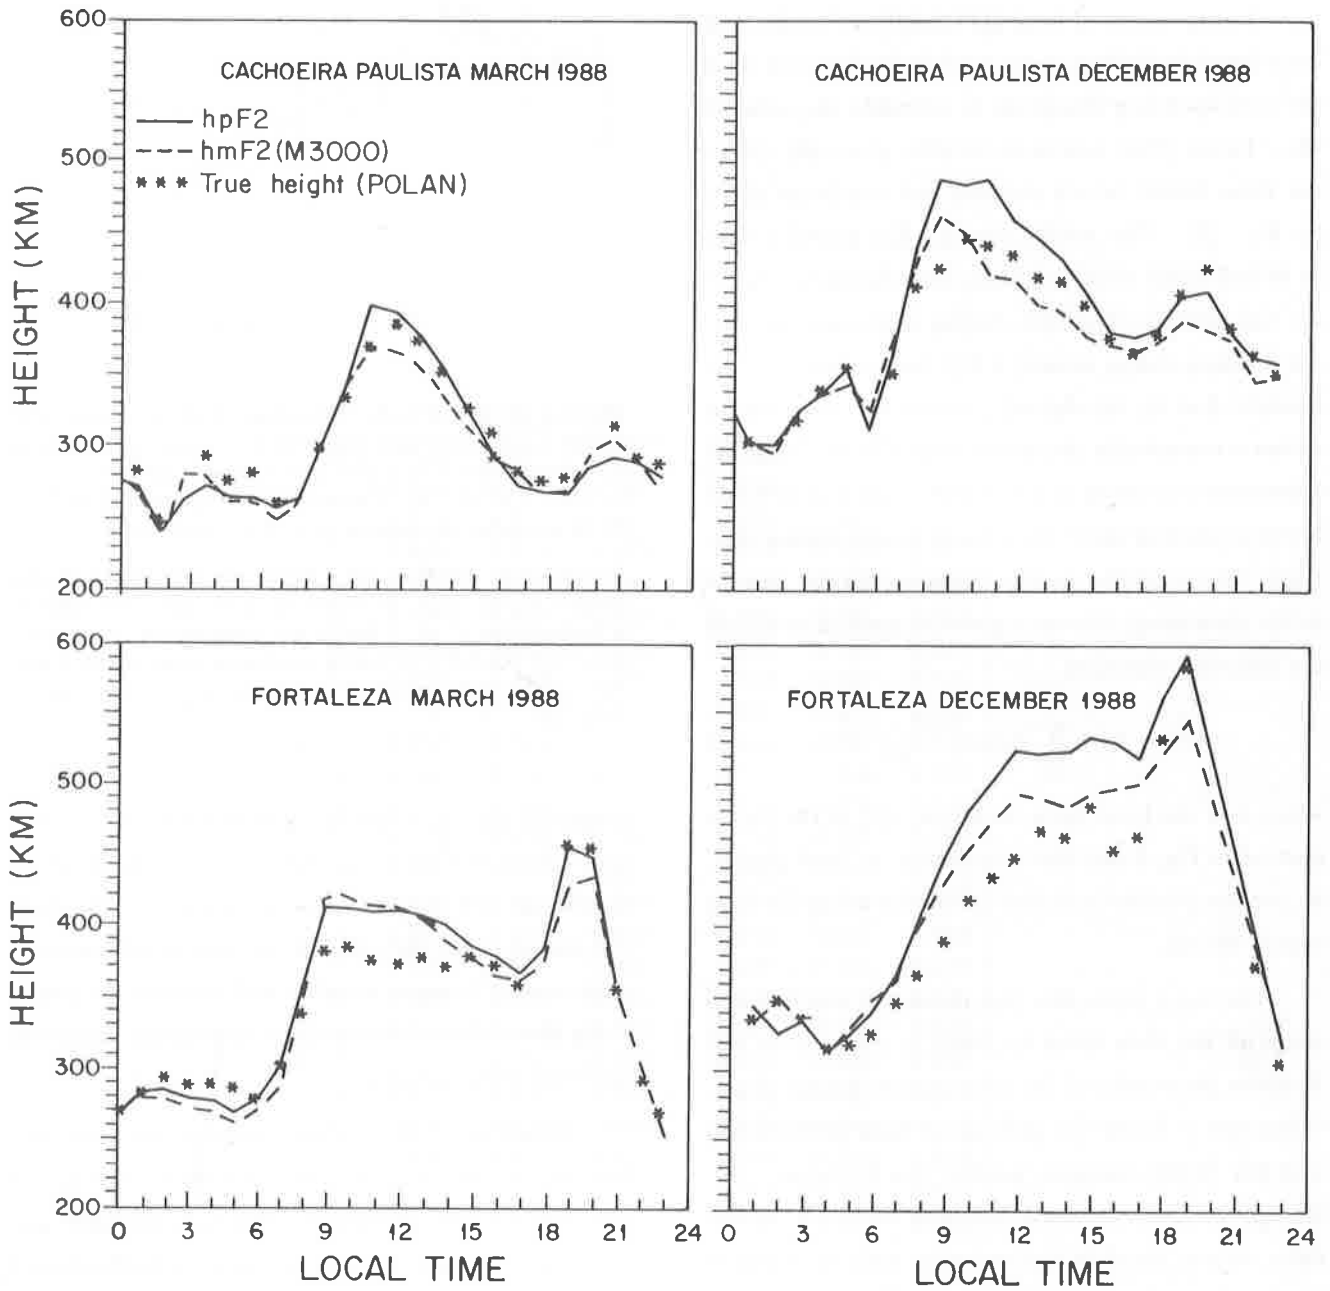 600
500
400
300
200
HEIGHT (KM)
CACHOEIRA PAULISTA MARCH 1988
hpF2
hmF2 (M3000)
*** True height (POLAN)
CACHOEIRA PAULISTA DECEMBER 1988
600
500
400
300
200
HEIGHT (KM)
FORTALEZA MARCH 1988
0 3 6 9 12 15 18 21 24
LOCAL TIME
FORTALEZA DECEMBER 1988
0 3 6 9 12 15 18 21 24
LOCAL TIME